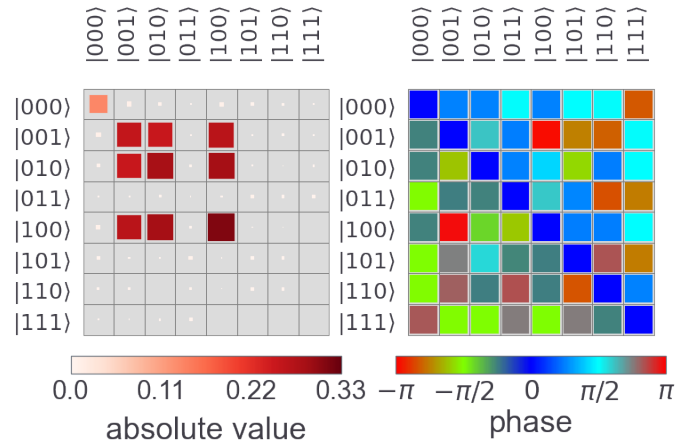 |000⟩ |001⟩ |010⟩ |011⟩ |100⟩ |101⟩ |110⟩ |111⟩
|000⟩
|001⟩
|010⟩
|011⟩
|100⟩
|101⟩
|110⟩
|111⟩
0.0 0.11 0.22 0.33
absolute value
|000⟩ |001⟩ |010⟩ |011⟩ |100⟩ |101⟩ |110⟩ |111⟩
|000⟩
|001⟩
|010⟩
|011⟩
|100⟩
|101⟩
|110⟩
|111⟩
−π −π/2 0 π/2 π
phase